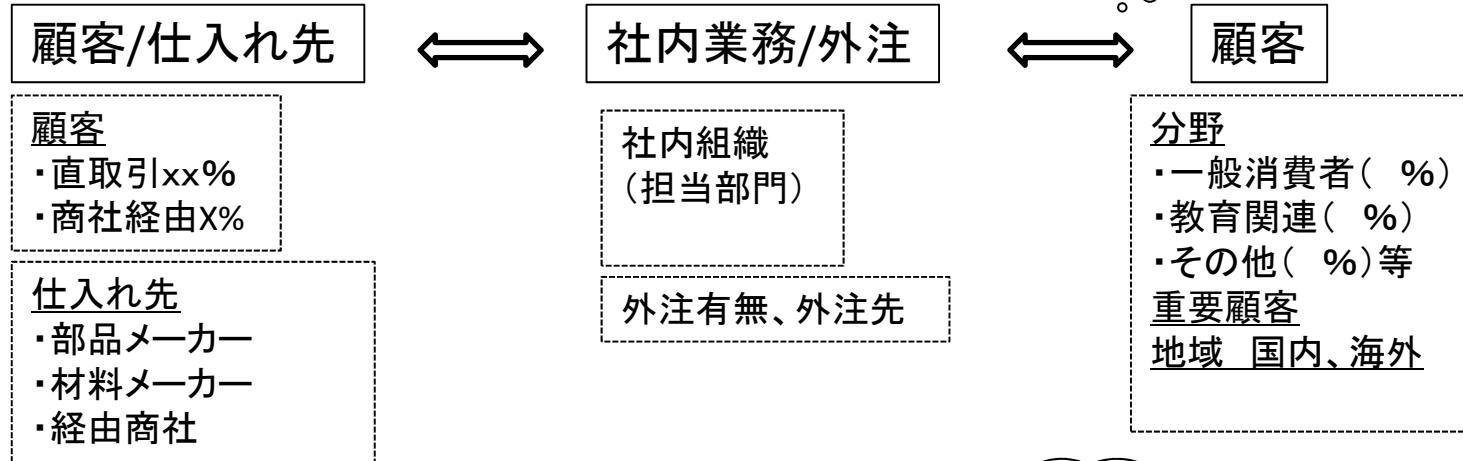 顧客/仕入れ先
社内業務/外注
顧客
顧客
・直取引xx%
・商社経由X%
仕入れ先
・部品メーカー
・材料メーカー
・経由商社
社内組織
（担当部門）
外注有無、外注先
分野
・一般消費者（　%）
・教育関連（　%）
・その他（　%）等
重要顧客
地域　国内、海外